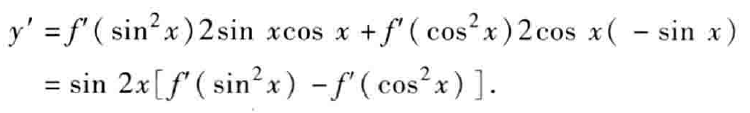 y′ = f′( sin²x)2sin xcos x + f′( cos²x)2cos x( − sin x)
= sin 2x[f′( sin²x) − f′( cos²x) ].